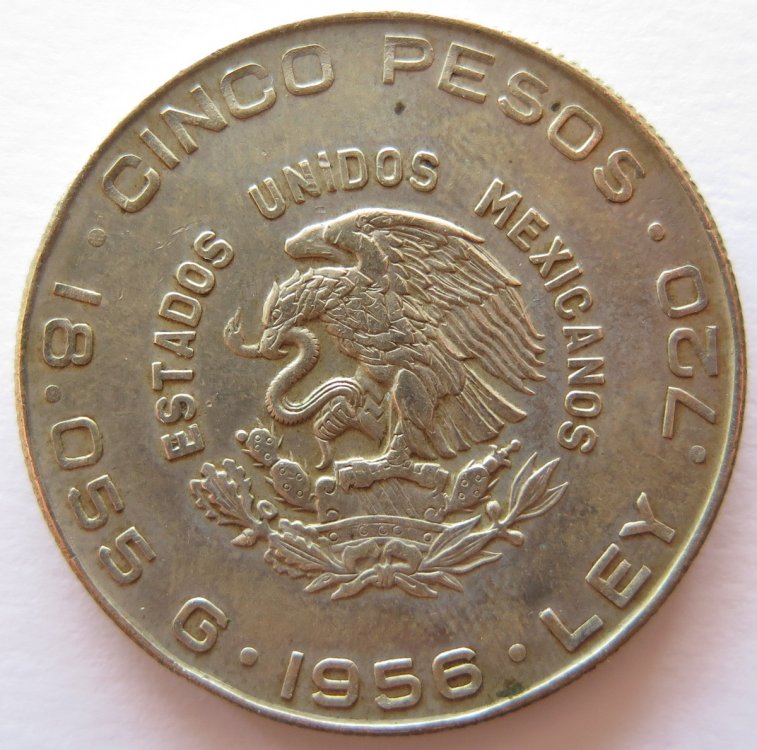 CINCO PESOS · 18·055 G · 1956 · LEY ·720 ·
ESTADOS UNiDOS MEXICANOS